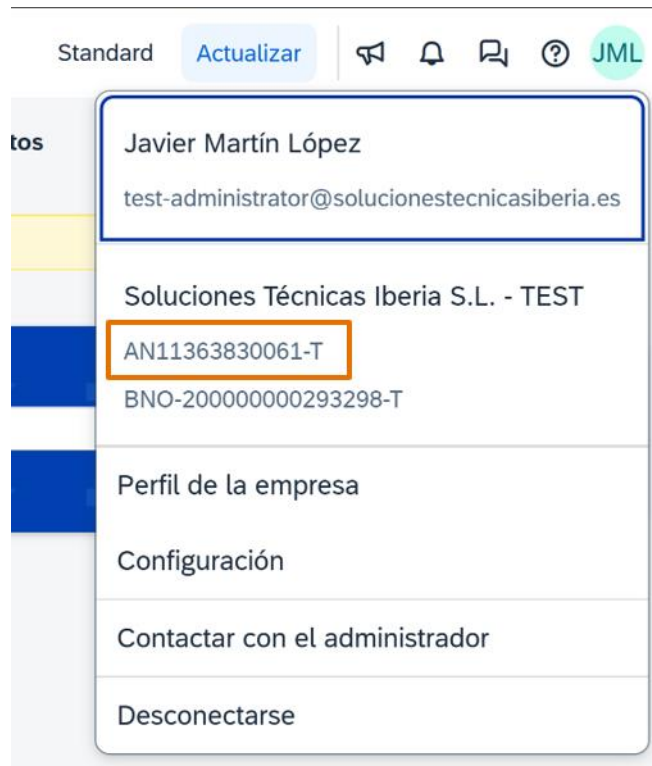 Standard Actualizar JML
tos
Javier Martín López
test-administrator@solucionestecnicasiberia.es
Soluciones Técnicas Iberia S.L. - TEST
AN11363830061-T
BNO-200000000293298-T
Perfil de la empresa
Configuración
Contactar con el administrador
Desconectarse